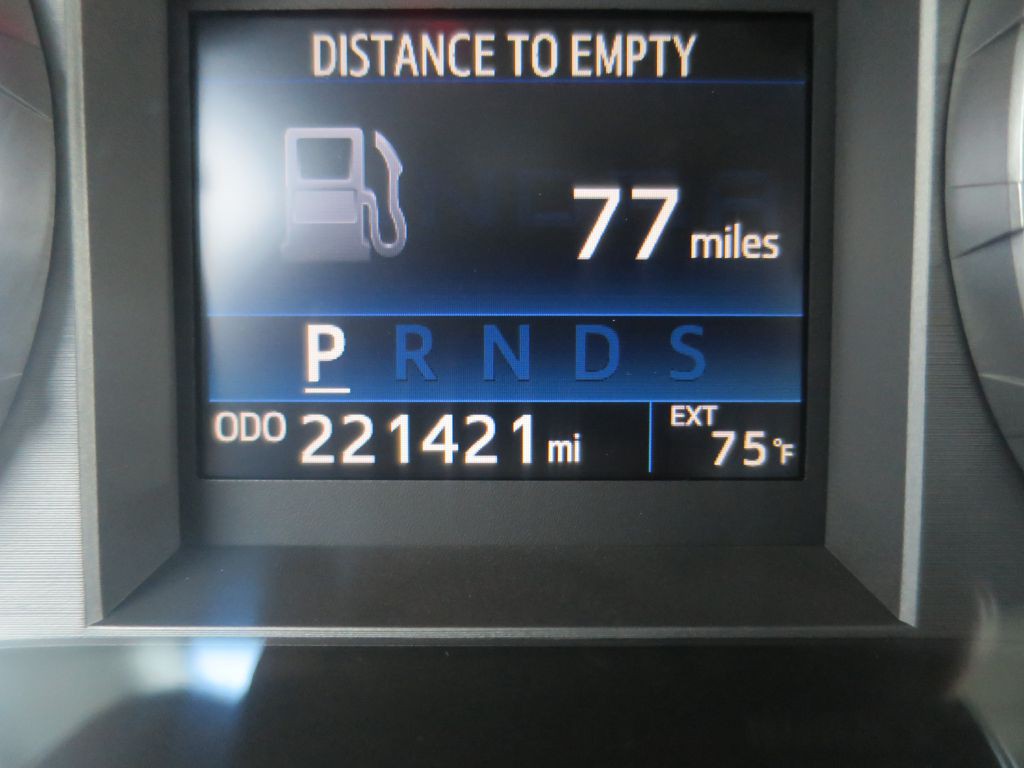 DISTANCE TO EMPTY
77 miles
P R N D S
ODO 221421 mi
EXT 75°F